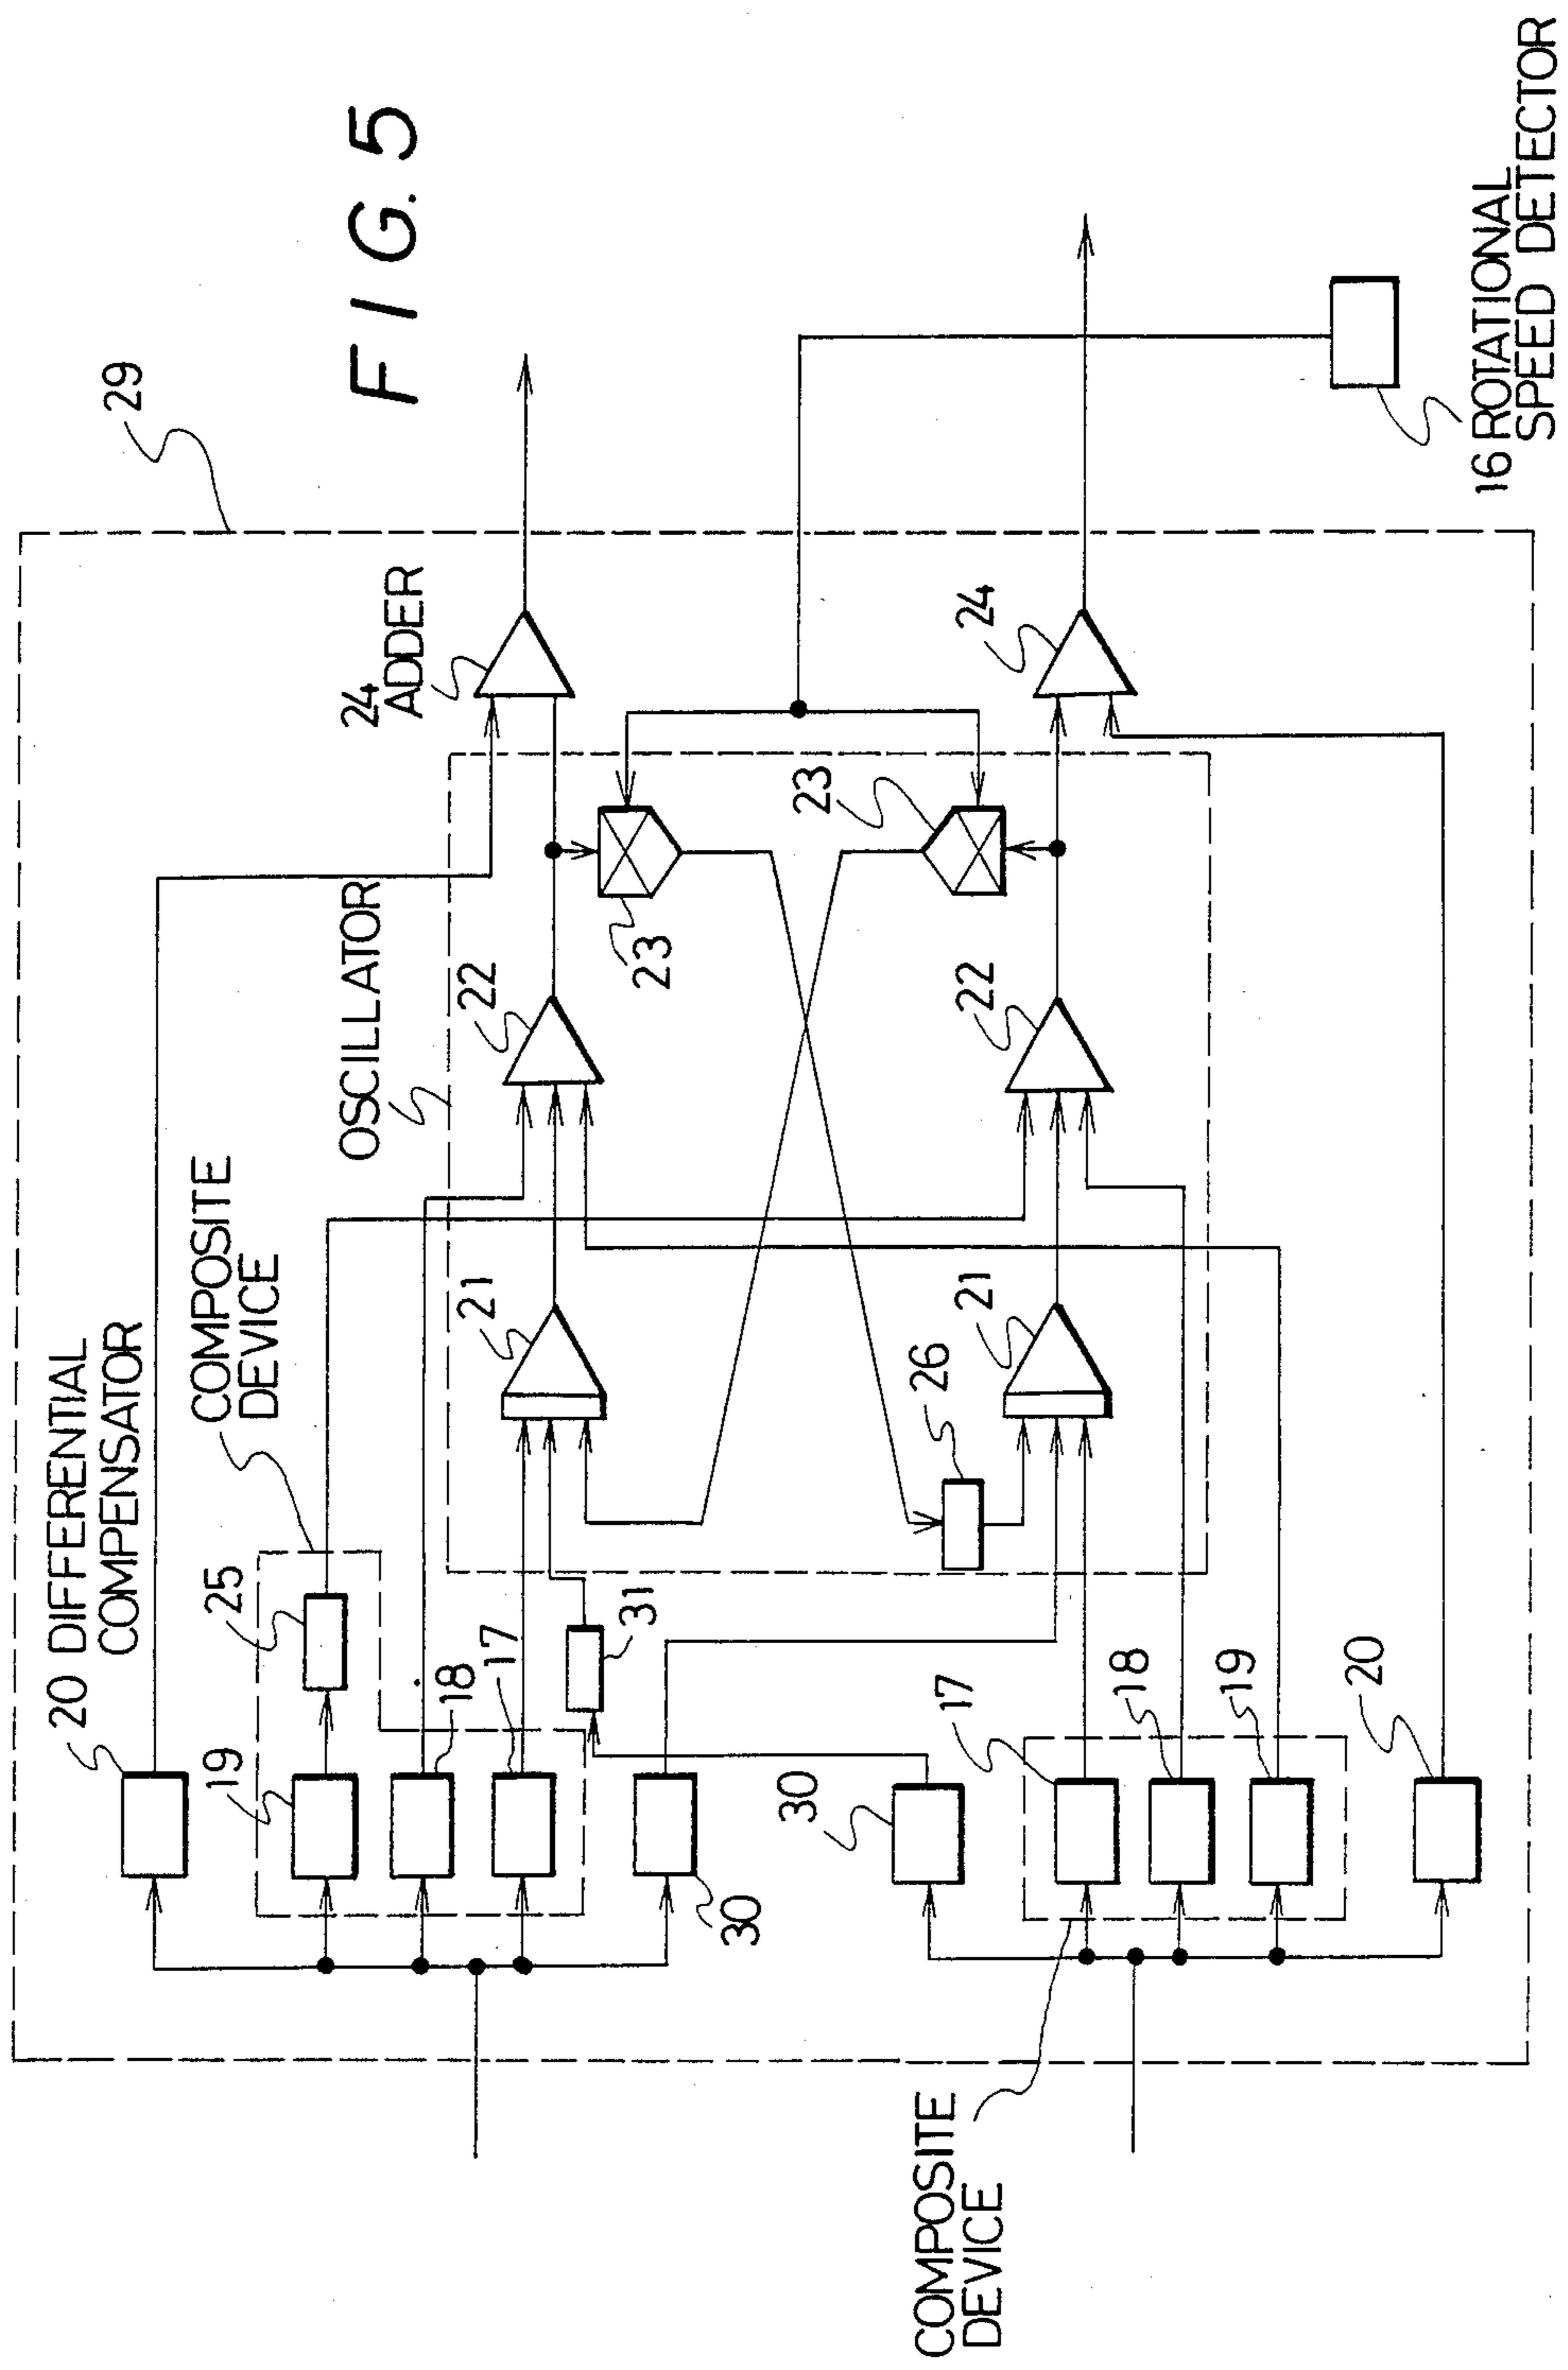 FIG. 5
29
20 DIFFERENTIAL
COMPENSATOR
COMPOSITE
DEVICE
OSCILLATOR
24
ADDER
25
19
18
17
31
30
21
22
23
23
26
21
22
24
30
17
18
19
20
COMPOSITE
DEVICE
16 ROTATIONAL
SPEED DETECTOR